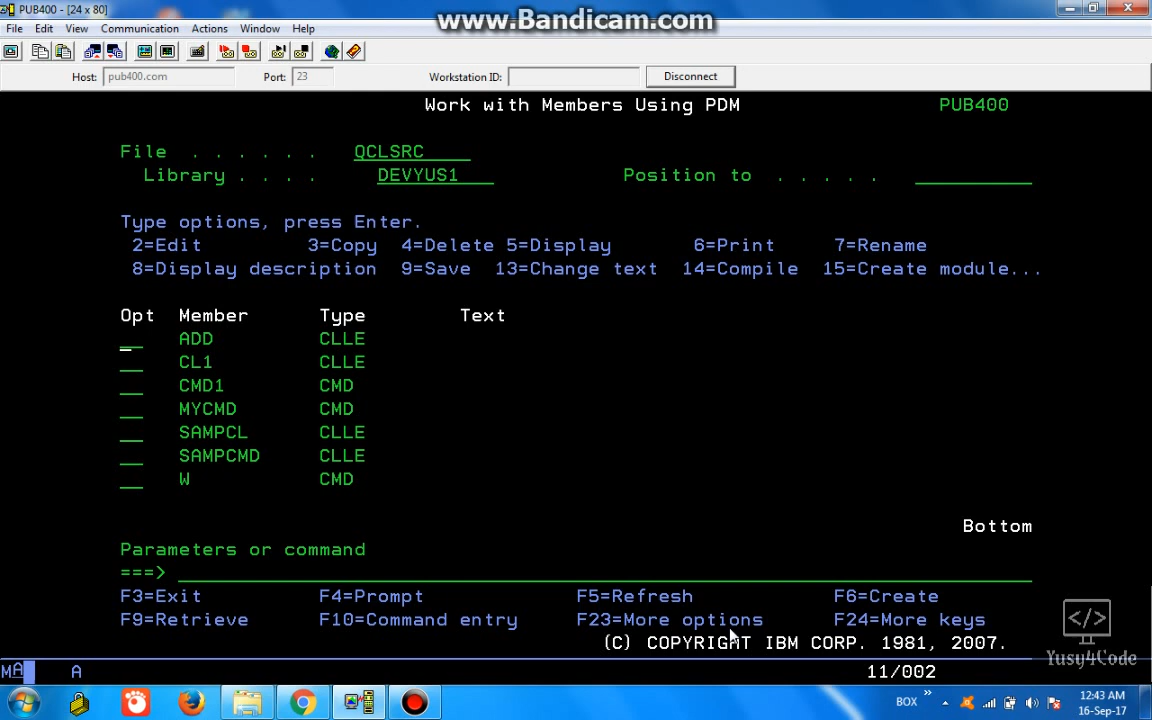 PUB400 - [24 x 80]
www.Bandicam.com
File Edit View Communication Actions Window Help
Host: pub400.com Port: 23 Workstation ID: Disconnect
Work with Members Using PDM PUB400
File . . . . . . QCLSRC
Library . . . . DEVYUS1 Position to . . . . .
Type options, press Enter.
2=Edit 3=Copy 4=Delete 5=Display 6=Print 7=Rename
8=Display description 9=Save 13=Change text 14=Compile 15=Create module...
Opt Member Type Text
ADD CLLE
CL1 CLLE
CMD1 CMD
MYCMD CMD
SAMPCL CLLE
SAMPCMD CLLE
W CMD
Bottom
Parameters or command
===>
F3=Exit F4=Prompt F5=Refresh F6=Create
F9=Retrieve F10=Command entry F23=More options F24=More keys
(C) COPYRIGHT IBM CORP. 1981, 2007.
</>
Yusy4Code
MA A 11/002
BOX » 12:43 AM
16-Sep-17